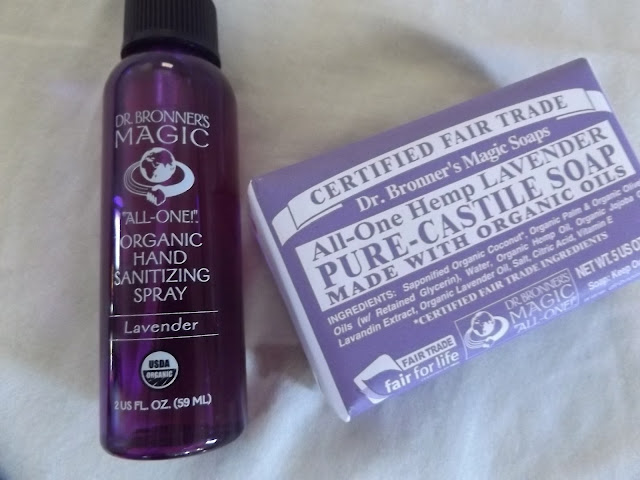 DR. BRONNER'S
MAGIC
"ALL-ONE!"
ORGANIC
HAND
SANITIZING
SPRAY
Lavender
USDA
ORGANIC
2 US FL. OZ. (59 ML)
CERTIFIED FAIR TRADE
Dr. Bronner's Magic Soaps
All-One Hemp LAVENDER
PURE-CASTILE SOAP
MADE WITH ORGANIC OILS
INGREDIENTS: Saponified Organic Coconut*, Organic Palm & Organic
Oils (w/ Retained Glycerin), Water, Organic Hemp Oil, Organic Jojoba
Lavandin Extract, Organic Lavender Oil, Salt, Citric Acid, Vitamin E
*CERTIFIED FAIR TRADE INGREDIENTS
FAIR TRADE
fair for life
DR. BRONNER'S
MAGIC
"ALL-ONE!"
NET WT. 5 US
Soap: Keep